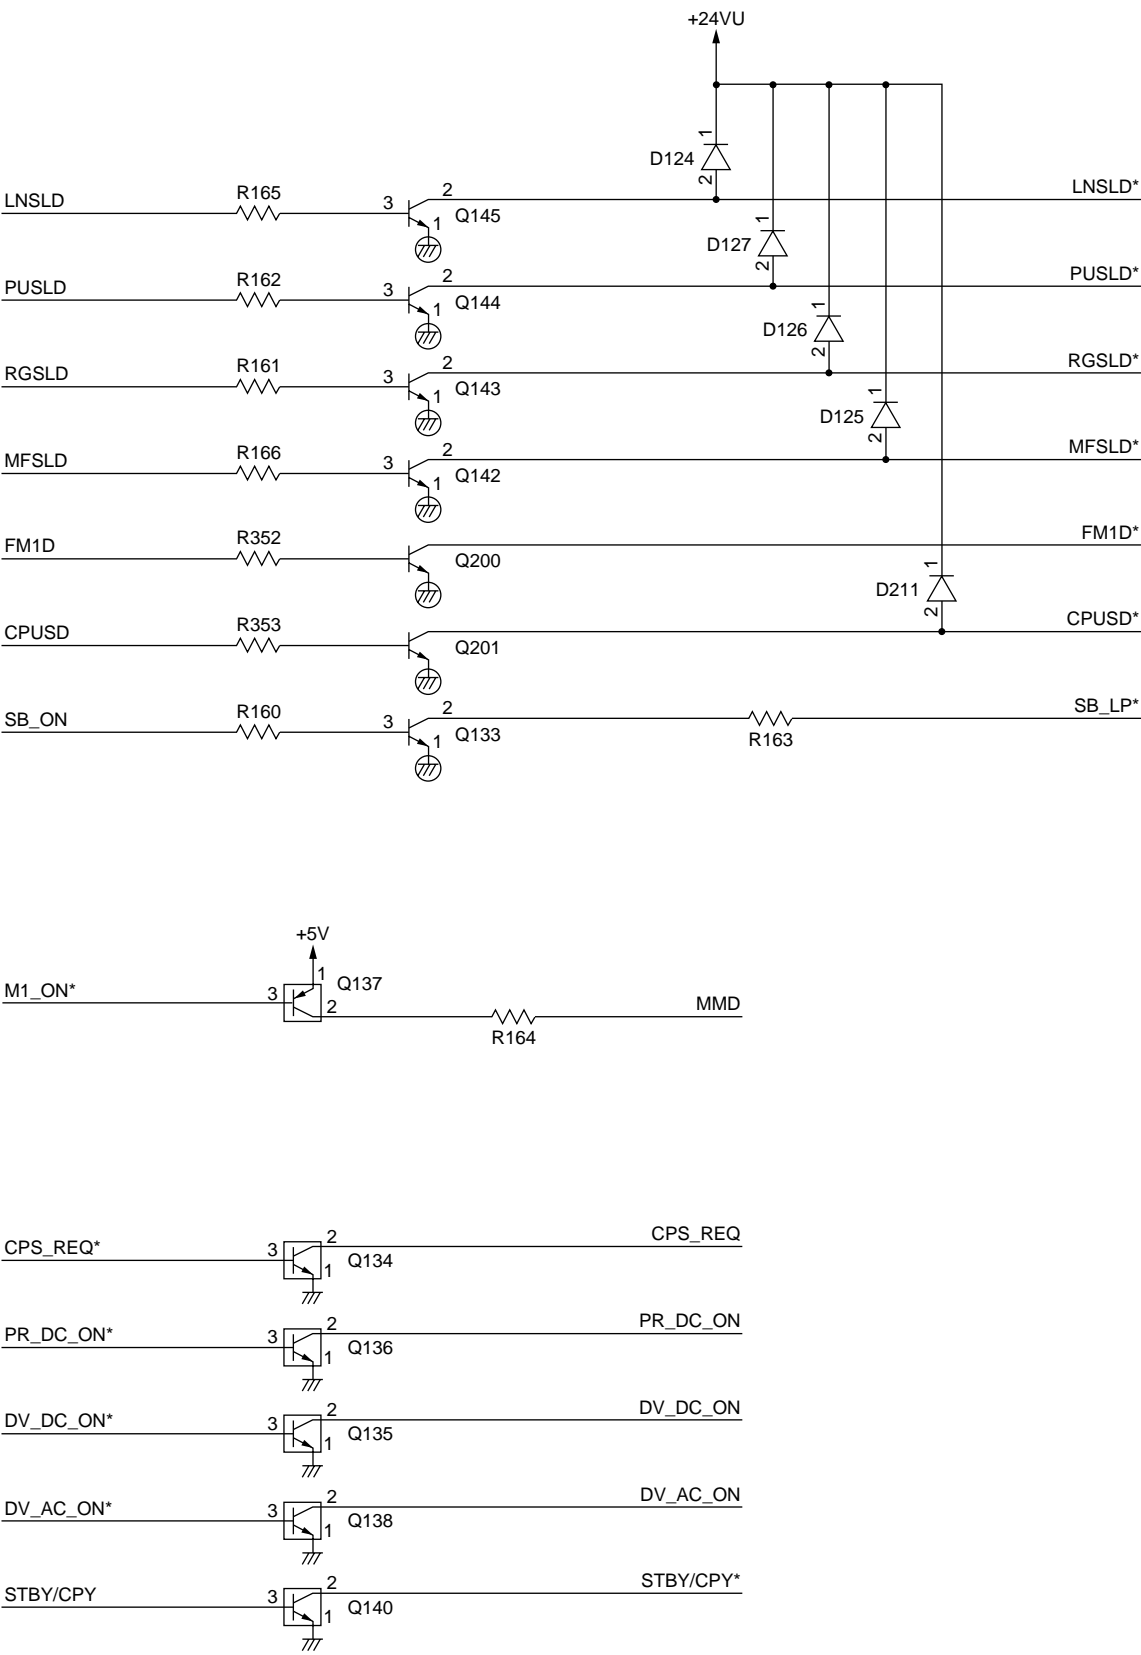 +24VU
1
D124
2
LNSLD
R165
3
2
1
Q145
LNSLD*
1
D127
2
PUSLD
R162
3
2
1
Q144
PUSLD*
1
D126
2
RGSLD
R161
3
2
1
Q143
RGSLD*
1
D125
2
MFSLD
R166
3
2
1
Q142
MFSLD*
FM1D
R352
Q200
FM1D*
1
D211
2
CPUSD
R353
Q201
CPUSD*
SB_ON
R160
3
2
1
Q133
R163
SB_LP*
+5V
M1_ON*
3
1
2
Q137
R164
MMD
CPS_REQ*
3
2
1
Q134
CPS_REQ
PR_DC_ON*
3
2
1
Q136
PR_DC_ON
DV_DC_ON*
3
2
1
Q135
DV_DC_ON
DV_AC_ON*
3
2
1
Q138
DV_AC_ON
STBY/CPY
3
2
1
Q140
STBY/CPY*